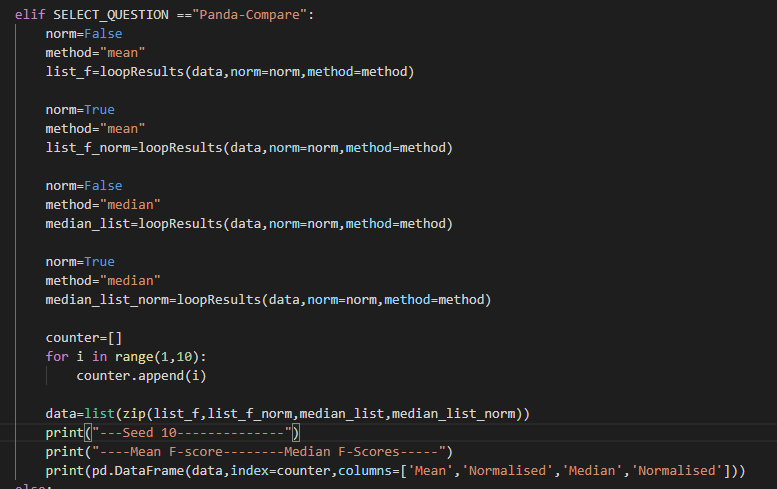 elif SELECT_QUESTION =="Panda-Compare":
    norm=False
    method="mean"
    list_f=loopResults(data,norm=norm,method=method)

    norm=True
    method="mean"
    list_f_norm=loopResults(data,norm=norm,method=method)

    norm=False
    method="median"
    median_list=loopResults(data,norm=norm,method=method)

    norm=True
    method="median"
    median_list_norm=loopResults(data,norm=norm,method=method)

    counter=[]
    for i in range(1,10):
        counter.append(i)

    data=list(zip(list_f,list_f_norm,median_list,median_list_norm))
    print("---Seed 10--------------")
    print("----Mean F-score--------Median F-Scores-----")
    print(pd.DataFrame(data,index=counter,columns=['Mean','Normalised','Median','Normalised']))
else: